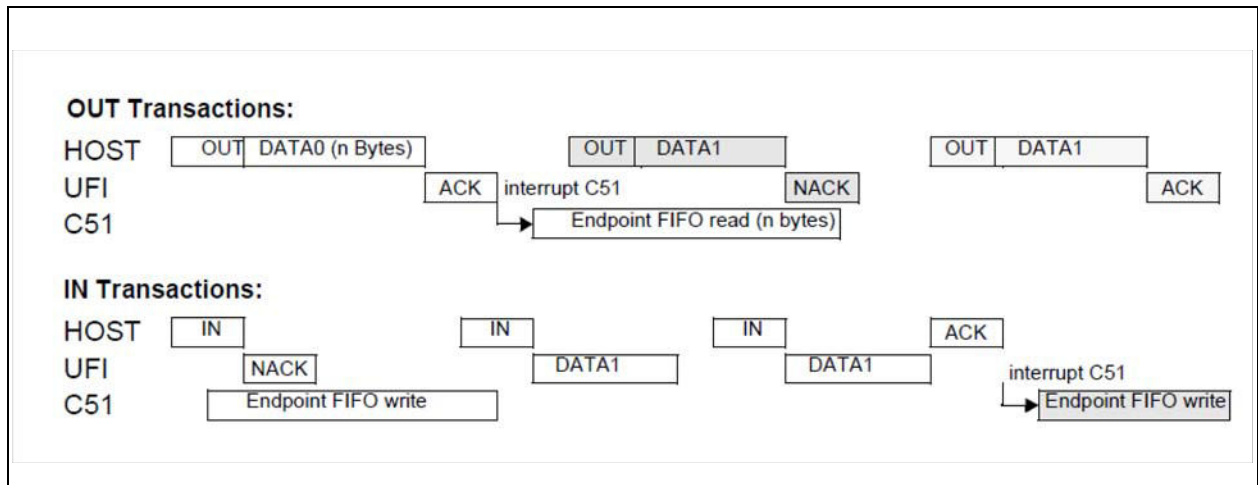 OUT Transactions:
HOST OUT DATA0 (n Bytes) OUT DATA1 OUT DATA1
UFI ACK interrupt C51 NACK ACK
C51 Endpoint FIFO read (n bytes)
IN Transactions:
HOST IN IN IN ACK
UFI NACK DATA1 DATA1 interrupt C51
C51 Endpoint FIFO write Endpoint FIFO write